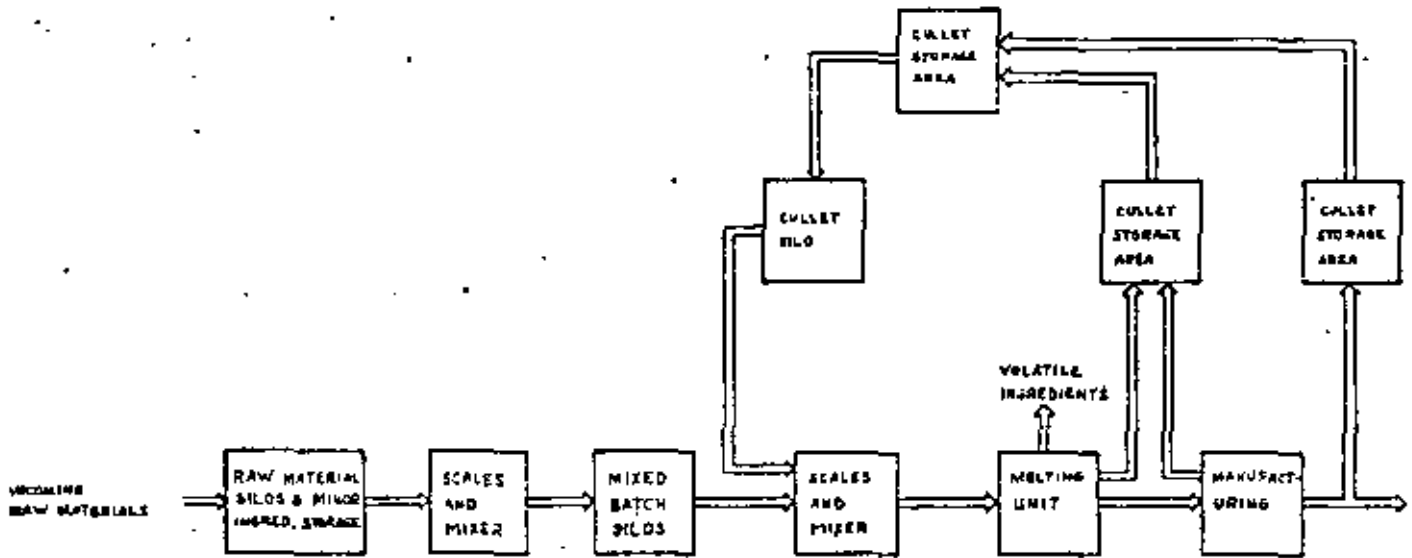 CULLET
STORAGE
AREA
CULLET
SILO
CULLET
STORAGE
AREA
CULLET
STORAGE
AREA
VOLATILE
INGREDIENTS
INCOMING
RAW MATERIALS
RAW MATERIAL
SILOS & MINOR
INGRED. STORAGE
SCALES
AND
MIXER
MIXED
BATCH
SILOS
SCALES
AND
MIXER
MELTING
UNIT
MANUFACT-
URING